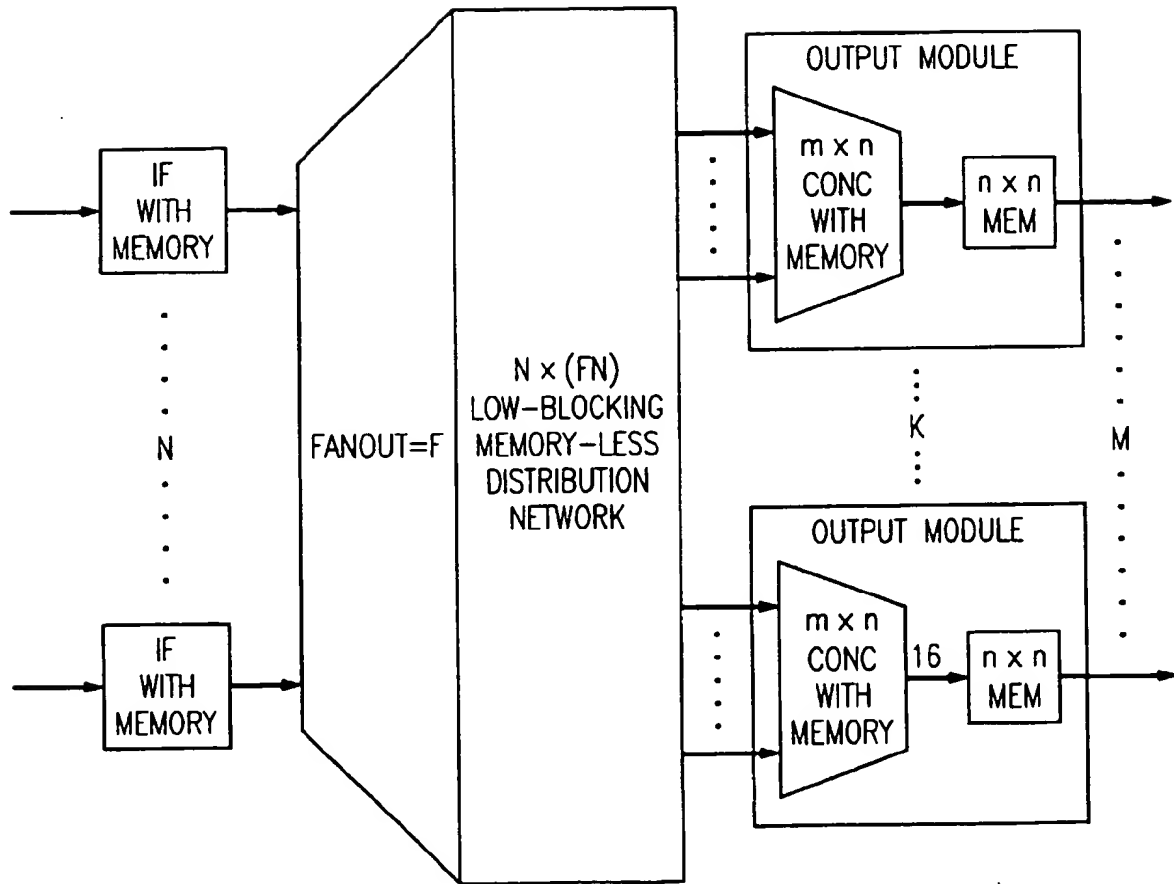 OUTPUT MODULE
m x n
CONC
WITH
MEMORY
n x n
MEM
IF
WITH
MEMORY
N
FANOUT=F
N x (FN)
LOW-BLOCKING
MEMORY-LESS
DISTRIBUTION
NETWORK
K
M
OUTPUT MODULE
m x n
CONC
WITH
MEMORY
16
n x n
MEM
IF
WITH
MEMORY